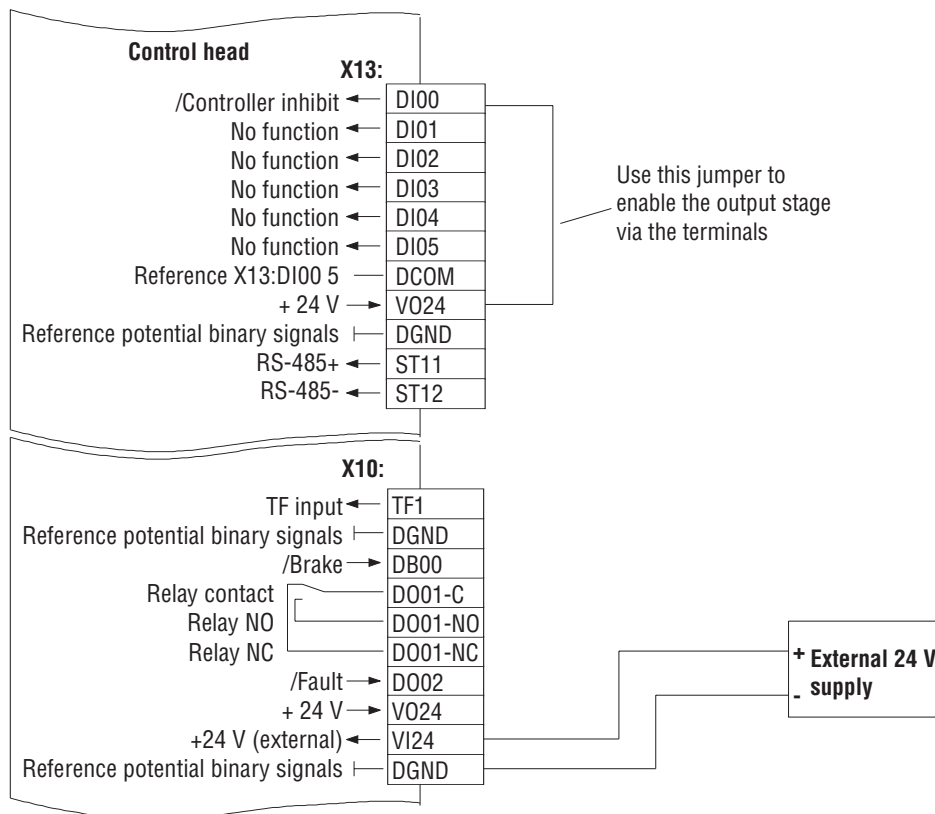 Control head
X13:
/Controller inhibit DI00
No function DI01
No function DI02
No function DI03
No function DI04
No function DI05
Reference X13:DI00 5 DCOM
+ 24 V VO24
Reference potential binary signals DGND
RS-485+ ST11
RS-485- ST12
Use this jumper to
enable the output stage
via the terminals
X10:
TF input TF1
Reference potential binary signals DGND
/Brake DB00
Relay contact DO01-C
Relay NO DO01-NO
Relay NC DO01-NC
/Fault DO02
+ 24 V VO24
+24 V (external) VI24
Reference potential binary signals DGND
+ External 24 V
- supply